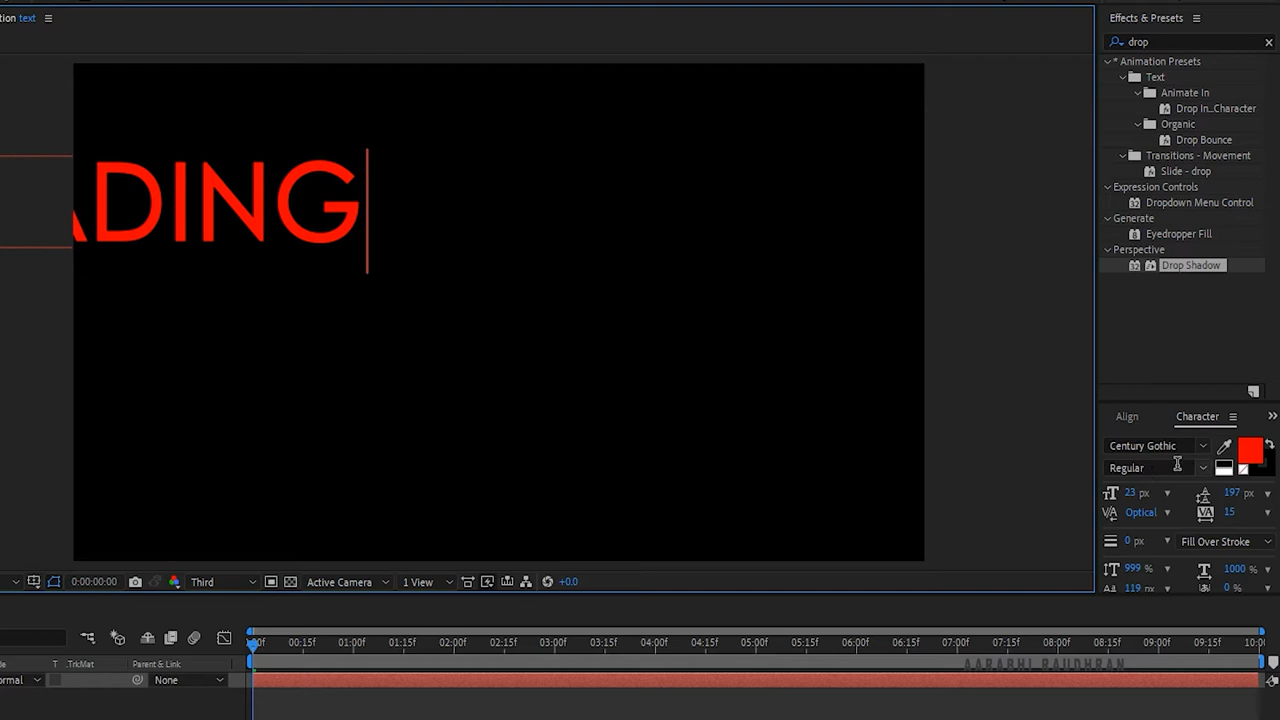 tion text
Effects & Presets
drop
* Animation Presets
Text
Animate In
Drop In...Character
Organic
Drop Bounce
Transitions - Movement
Slide - drop
Expression Controls
Dropdown Menu Control
Generate
Eyedropper Fill
Perspective
Drop Shadow
ADING
Align Character
Century Gothic
Regular
23 px 197 px
Optical 15
0 px Fill Over Stroke
999 % 1000 %
119 px 0 %
0:00:00:00 Third Active Camera 1 View +0.0
00f 00:15f 01:00f 01:15f 02:00f 02:15f 03:00f 03:15f 04:00f 04:15f 05:00f 05:15f 06:00f 06:15f 07:00f 07:15f 08:00f 08:15f 09:00f 09:15f 10:00
de T .TrkMat Parent & Link
ormal None